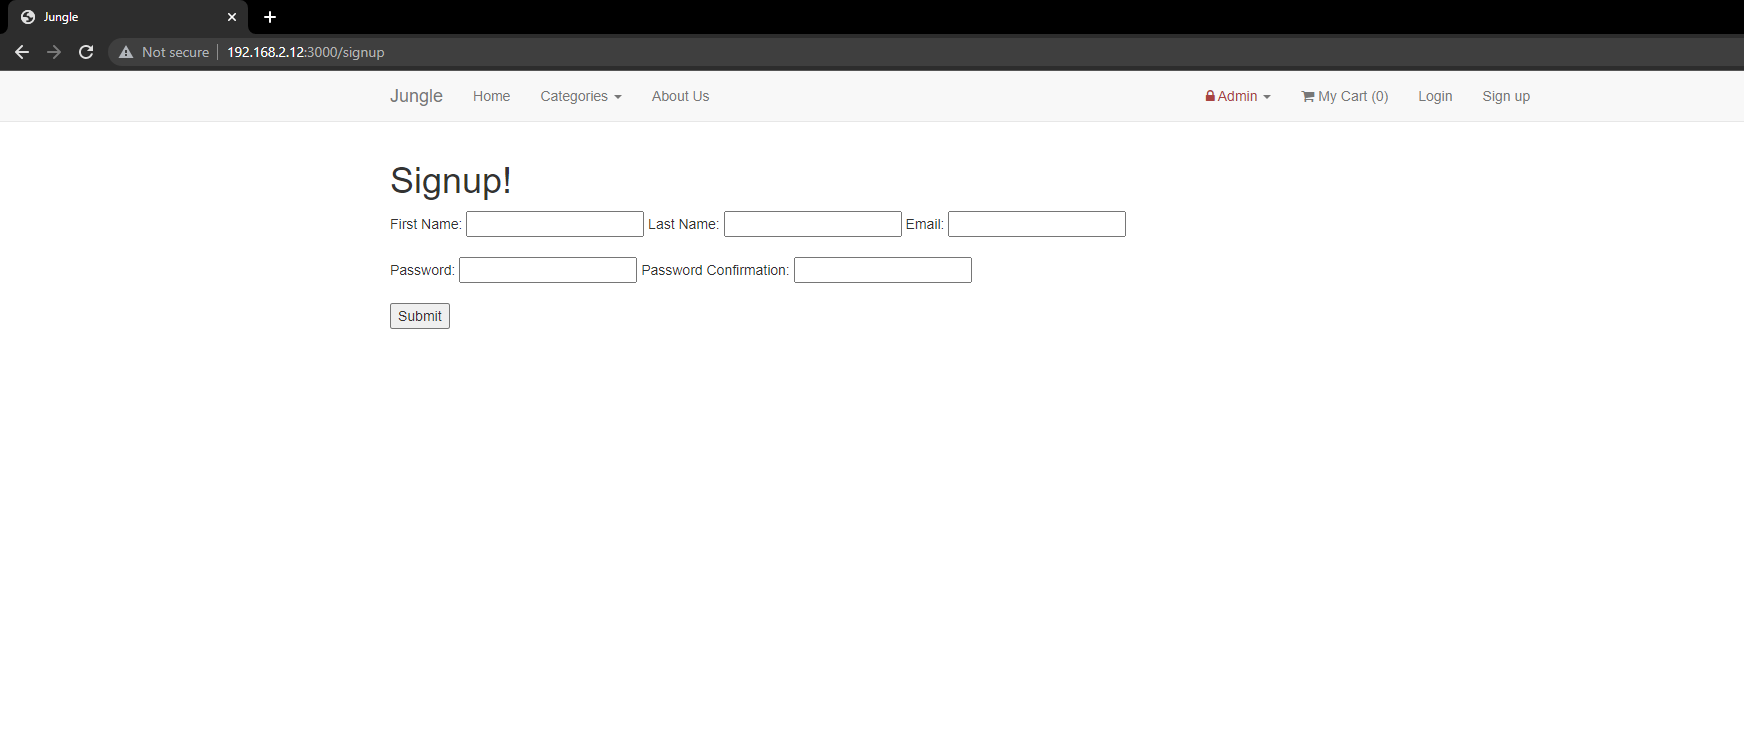 Jungle
Not secure 192.168.2.12:3000/signup
Jungle Home Categories About Us Admin My Cart (0) Login Sign up
Signup!
First Name: Last Name: Email:
Password: Password Confirmation:
Submit